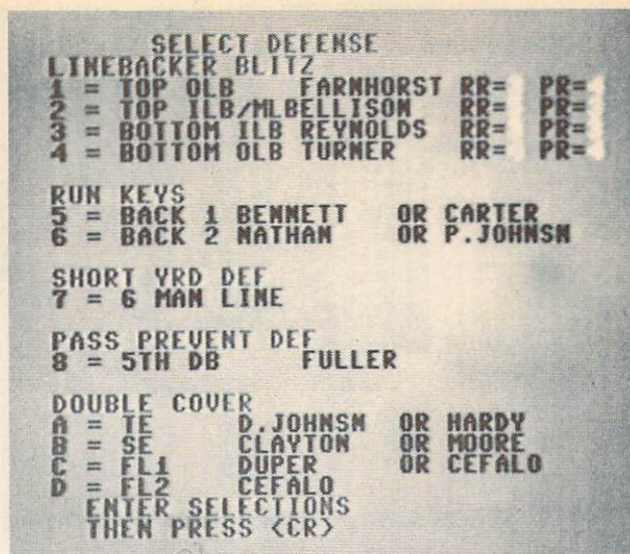 SELECT DEFENSE
LINEBACKER BLITZ
1 = TOP OLB FARNHORST RR= PR=
2 = TOP ILB/MLBELLISON RR= PR=
3 = BOTTOM ILB REYNOLDS RR= PR=
4 = BOTTOM OLB TURNER RR= PR=
RUN KEYS
5 = BACK 1 BENNETT OR CARTER
6 = BACK 2 NATHAN OR P.JOHNSN
SHORT YRD DEF
7 = 6 MAN LINE
PASS PREVENT DEF
8 = 5TH DB FULLER
DOUBLE COVER
A = TE D.JOHNSN OR HARDY
B = SE CLAYTON OR MOORE
C = FL1 DUPER OR CEFALO
D = FL2 CEFALO
ENTER SELECTIONS
THEN PRESS <CR>